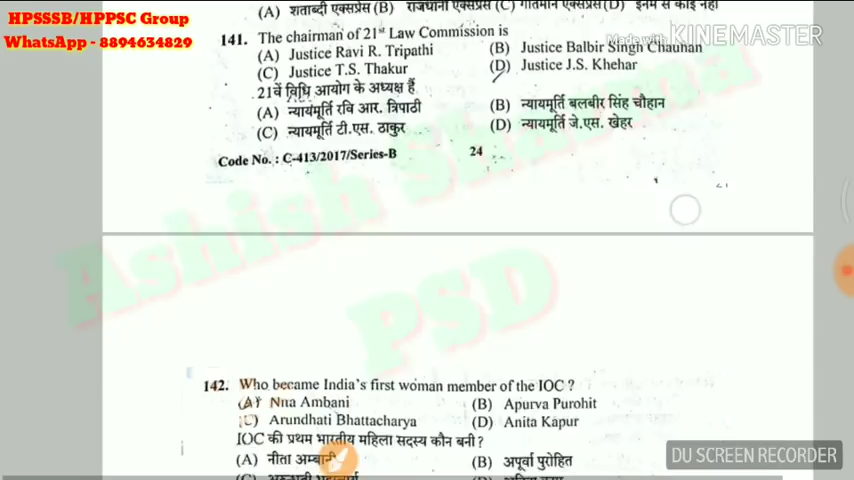 HPSSSB/HPPSC Group
WhatsApp - 8894634829
(A) शताब्दी एक्सप्रेस (B) राजधानी एक्सप्रेस (C) गतिमान एक्सप्रेस (D) इनमें से कोई नहीं
Made with KINEMASTER
141. The chairman of 21st Law Commission is
(A) Justice Ravi R. Tripathi (B) Justice Balbir Singh Chauhan
(C) Justice T.S. Thakur (D) Justice J.S. Khehar
21वें विधि आयोग के अध्यक्ष हैं
(A) न्यायमूर्ति रवि आर. त्रिपाठी (B) न्यायमूर्ति बलबीर सिंह चौहान
(C) न्यायमूर्ति टी.एस. ठाकुर (D) न्यायमूर्ति जे.एस. खेहर
Code No. : C-413/2017/Series-B 24
Ashish Sharma
PSD
142. Who became India's first woman member of the IOC ?
(A) Nita Ambani (B) Apurva Purohit
(C) Arundhati Bhattacharya (D) Anita Kapur
IOC की प्रथम भारतीय महिला सदस्य कौन बनी ?
(A) नीता अम्बानी (B) अपूर्वा पुरोहित
DU SCREEN RECORDER